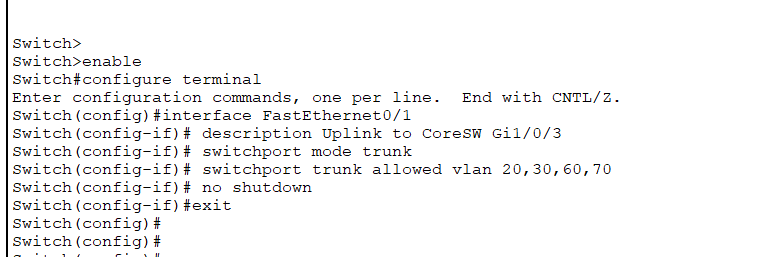 Switch>
Switch>enable
Switch#configure terminal
Enter configuration commands, one per line.  End with CNTL/Z.
Switch(config)#interface FastEthernet0/1
Switch(config-if)# description Uplink to CoreSW Gi1/0/3
Switch(config-if)# switchport mode trunk
Switch(config-if)# switchport trunk allowed vlan 20,30,60,70
Switch(config-if)# no shutdown
Switch(config-if)#exit
Switch(config)#
Switch(config)#